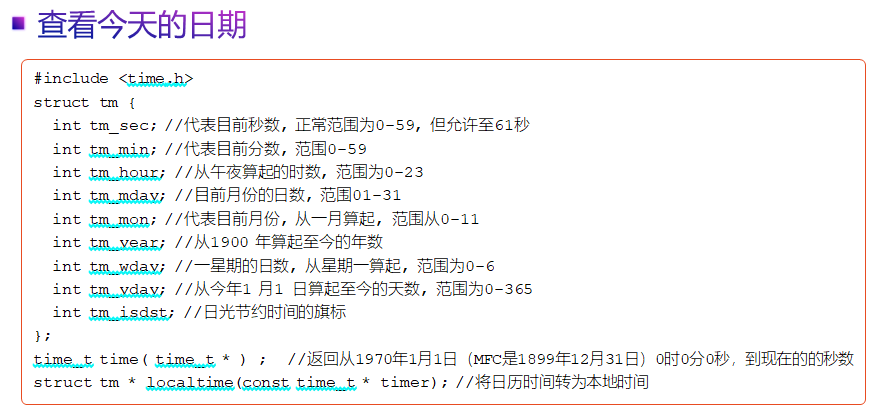 查看今天的日期
#include <time.h>
struct tm {
int tm_sec; //代表目前秒数，正常范围为0-59，但允许至61秒
int tm_min; //代表目前分数，范围0-59
int tm_hour; //从午夜算起的时数，范围为0-23
int tm_mday; //目前月份的日数，范围01-31
int tm_mon; //代表目前月份，从一月算起，范围从0-11
int tm_year; //从1900 年算起至今的年数
int tm_wday; //一星期的日数，从星期一算起，范围为0-6
int tm_yday; //从今年1 月1 日算起至今的天数，范围为0-365
int tm_isdst; //日光节约时间的旗标
};
time_t time( time_t * ) ; //返回从1970年1月1日（MFC是1899年12月31日）0时0分0秒，到现在的的秒数
struct tm * localtime(const time_t * timer); //将日历时间转为本地时间